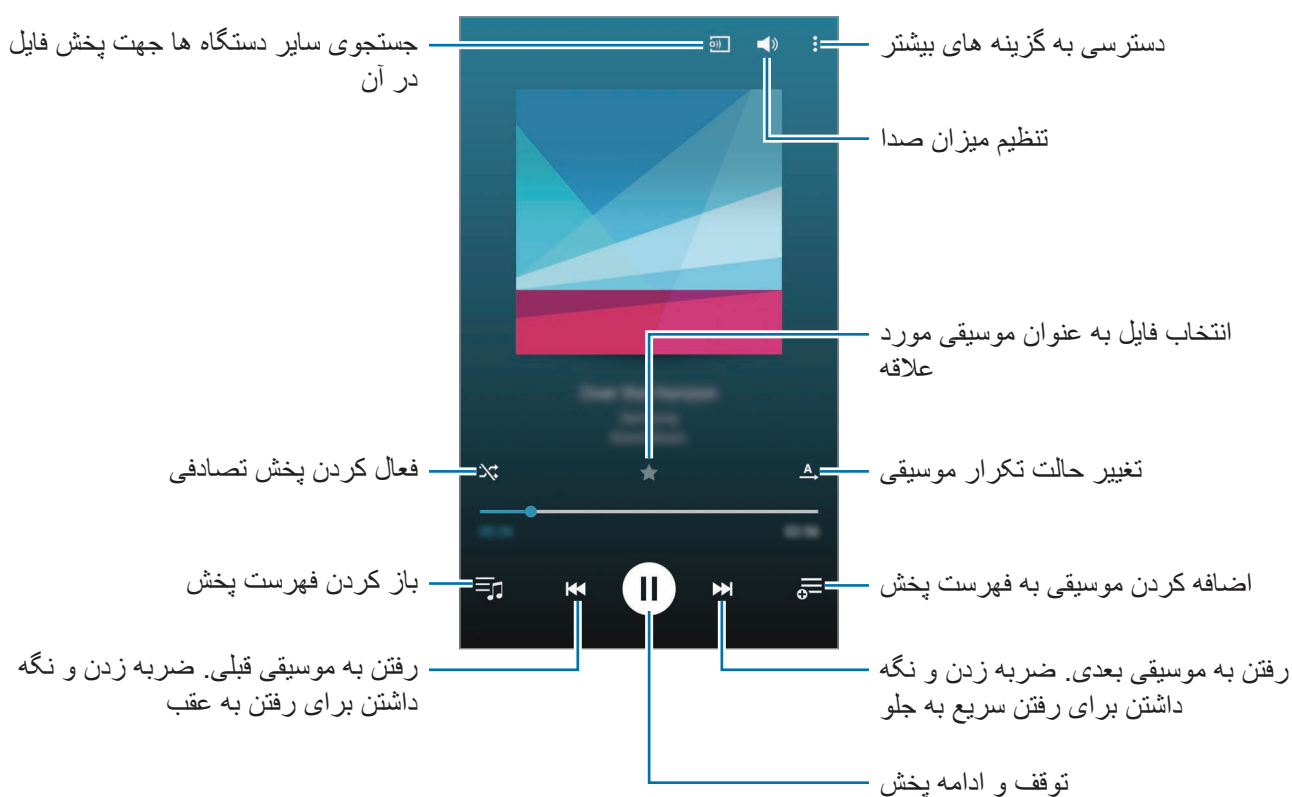 جستجوی سایر دستگاه ها جهت پخش فایل
در آن
دسترسی به گزینه های بیشتر
تنظیم میزان صدا
انتخاب فایل به عنوان موسیقی مورد
علاقه
فعال کردن پخش تصادفی
تغییر حالت تکرار موسیقی
A
باز کردن فهرست پخش
اضافه کردن موسیقی به فهرست پخش
رفتن به موسیقی قبلی. ضربه زدن و نگه
داشتن برای رفتن به عقب
رفتن به موسیقی بعدی. ضربه زدن و نگه
داشتن برای رفتن سریع به جلو
توقف و ادامه پخش